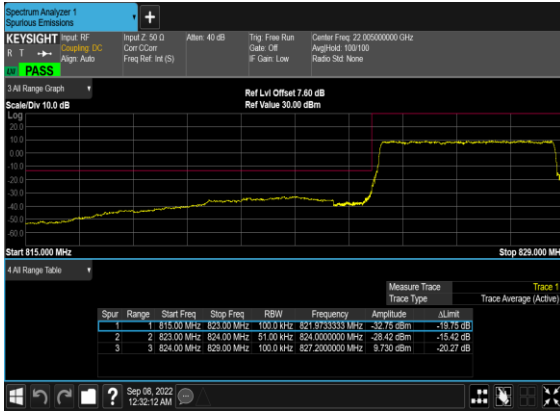 Spectrum Analyzer 1
Spurious Emissions
+
KEYSIGHT Input: RF Input Z: 50 Ω Atten: 40 dB Trig: Free Run Center Freq: 22.005000000 GHz
R T Coupling: DC Corr CCorr Gate: Off Avg|Hold: 100/100
Align: Auto Freq Ref: Int (S) IF Gain: Low Radio Std: None
PASS
3 All Range Graph
Ref Lvl Offset 7.60 dB
Scale/Div 10.0 dB Ref Value 30.00 dBm
Log
20.0
10.0
0.00
-10.0
-20.0
-30.0
-40.0
-50.0
-60.0
Start 815.000 MHz Stop 829.000 MH
4 All Range Table
Measure Trace Trace 1
Trace Type Trace Average (Active)
Spur Range Start Freq Stop Freq RBW Frequency Amplitude ΔLimit
1 1 815.00 MHz 823.00 MHz 100.0 kHz 821.9733333 MHz -32.75 dBm -19.75 dB
2 2 823.00 MHz 824.00 MHz 51.00 kHz 824.0000000 MHz -28.42 dBm -15.42 dB
3 3 824.00 MHz 829.00 MHz 100.0 kHz 827.2000000 MHz 9.730 dBm -20.27 dB
? Sep 08, 2022
12:32:12 AM